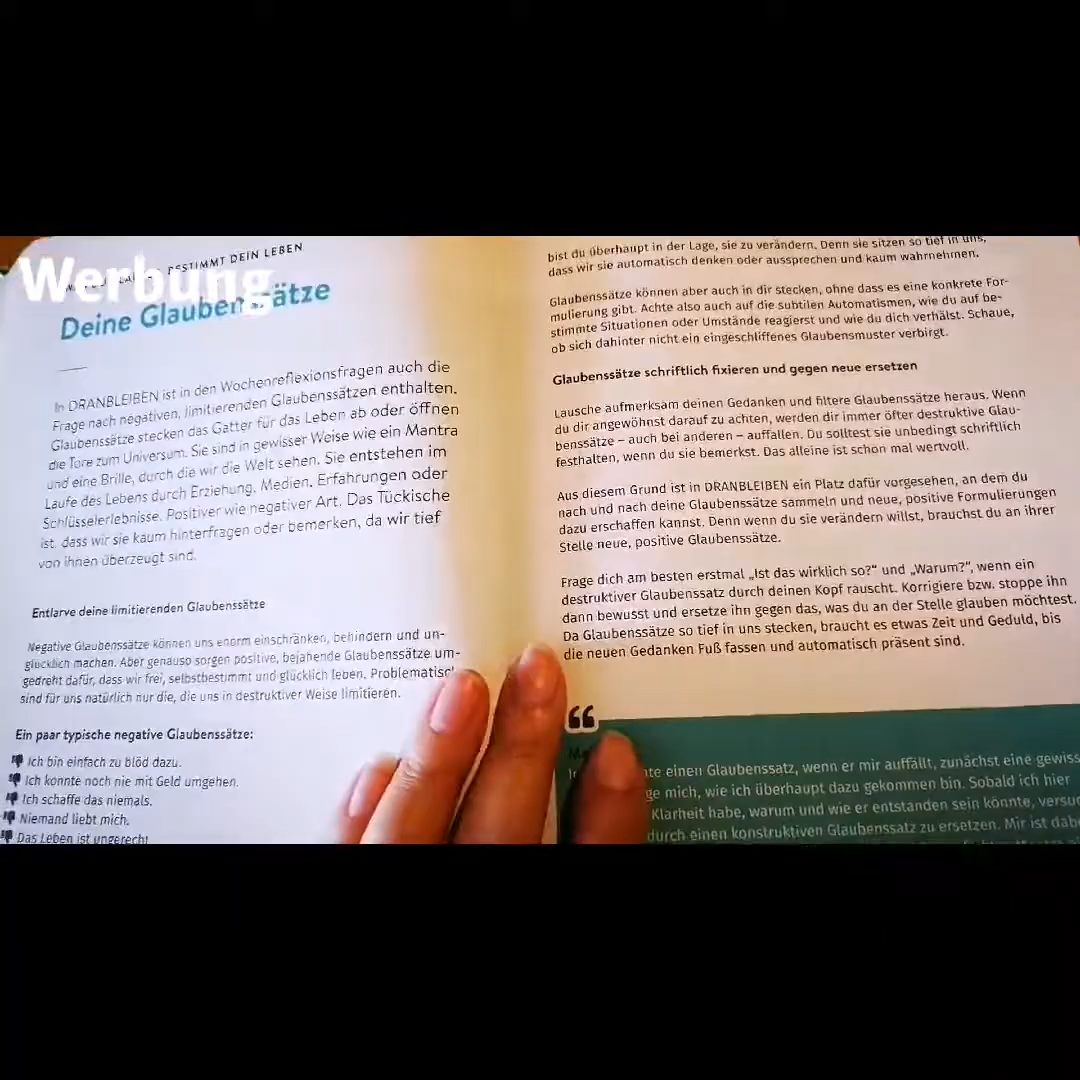 Werbung
BESTIMMT DEIN LEBEN
Deine Glaubenssätze
In DRANBLEIBEN ist in den Wochenreflexionsfragen auch die
Frage nach negativen, limitierenden Glaubenssätzen enthalten.
Glaubenssätze stecken das Gatter für das Leben ab oder öffnen
die Tore zum Universum. Sie sind in gewisser Weise wie ein Mantra
und eine Brille, durch die wir die Welt sehen. Sie entstehen im
Laufe des Lebens durch Erziehung, Medien, Erfahrungen oder
Schlüsselerlebnisse. Positiver wie negativer Art. Das Tückische
ist, dass wir sie kaum hinterfragen oder bemerken, da wir tief
von ihnen überzeugt sind.
Entlarve deine limitierenden Glaubenssätze
Negative Glaubenssätze können uns enorm einschränken, behindern und un-
glücklich machen. Aber genauso sorgen positive, bejahende Glaubenssätze um-
gedreht dafür, dass wir frei, selbstbestimmt und glücklich leben. Problematisc
sind für uns natürlich nur die, die uns in destruktiver Weise limitieren.
Ein paar typische negative Glaubenssätze:
Ich bin einfach zu blöd dazu.
Ich konnte noch nie mit Geld umgehen.
Ich schaffe das niemals.
Niemand liebt mich.
Das Leben ist ungerecht
bist du überhaupt in der Lage, sie zu verändern. Denn sie sitzen so tief in uns,
dass wir sie automatisch denken oder aussprechen und kaum wahrnehmen.
Glaubenssätze können aber auch in dir stecken, ohne dass es eine konkrete For-
mulierung gibt. Achte also auch auf die subtilen Automatismen, wie du auf be-
stimmte Situationen oder Umstände reagierst und wie du dich verhälst. Schaue,
ob sich dahinter nicht ein eingeschliffenes Glaubensmuster verbirgt.
Glaubenssätze schriftlich fixieren und gegen neue ersetzen
Lausche aufmerksam deinen Gedanken und filtere Glaubenssätze heraus. Wenn
du dir angewöhnst darauf zu achten, werden dir immer öfter destruktive Glau-
benssätze – auch bei anderen – auffallen. Du solltest sie unbedingt schriftlich
festhalten, wenn du sie bemerkst. Das alleine ist schon mal wertvoll.
Aus diesem Grund ist in DRANBLEIBEN ein Platz dafür vorgesehen, an dem du
nach und nach deine Glaubenssätze sammeln und neue, positive Formulierungen
dazu erschaffen kannst. Denn wenn du sie verändern willst, brauchst du an ihrer
Stelle neue, positive Glaubenssätze.
Frage dich am besten erstmal „Ist das wirklich so?“ und „Warum?“, wenn ein
destruktiver Glaubenssatz durch deinen Kopf rauscht. Korrigiere bzw. stoppe ihn
dann bewusst und ersetze ihn gegen das, was du an der Stelle glauben möchtest.
Da Glaubenssätze so tief in uns stecken, braucht es etwas Zeit und Geduld, bis
die neuen Gedanken Fuß fassen und automatisch präsent sind.
einen Glaubenssatz, wenn er mir auffällt, zunächst eine gewiss
ge mich, wie ich überhaupt dazu gekommen bin. Sobald ich hier
Klarheit habe, warum und wie er entstanden sein könnte, versuc
durch einen konstruktiven Glaubenssatz zu ersetzen. Mir ist dabe